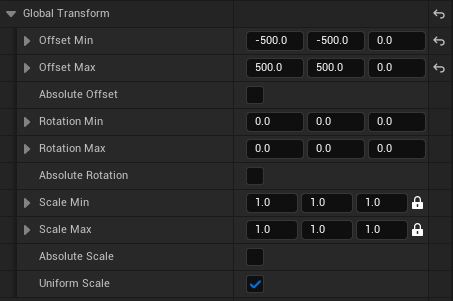 Global Transform
Offset Min -500.0 -500.0 0.0
Offset Max 500.0 500.0 0.0
Absolute Offset
Rotation Min 0.0 0.0 0.0
Rotation Max 0.0 0.0 0.0
Absolute Rotation
Scale Min 1.0 1.0 1.0
Scale Max 1.0 1.0 1.0
Absolute Scale
Uniform Scale